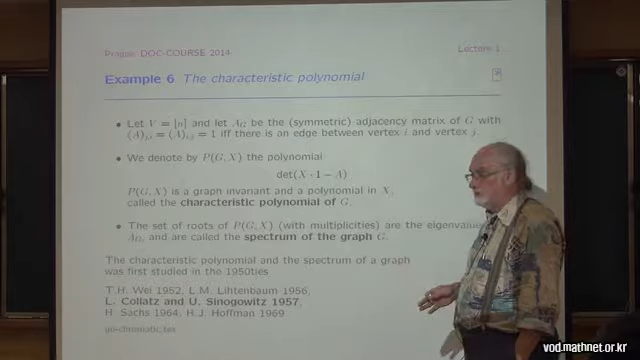 Prague: DOC-COURSE 2014 Lecture 1
Example 6 The characteristic polynomial
• Let V = [n] and let A_G be the (symmetric) adjacency matrix of G with
(A)_{j,i} = (A)_{i,j} = 1 iff there is an edge between vertex i and vertex j.
• We denote by P(G, X) the polynomial
det(X · 1 − A)
P(G, X) is a graph invariant and a polynomial in X,
called the characteristic polynomial of G.
• The set of roots of P(G, X) (with multiplicities) are the eigenvalue
A_G, and are called the spectrum of the graph G.
The characteristic polynomial and the spectrum of a graph
was first studied in the 1950ties
T.H. Wei 1952, L.M. Lihtenbaum 1956,
L. Collatz and U. Sinogowitz 1957,
H. Sachs 1964, H.J. Hoffman 1969
vod.mathnet.or.kr